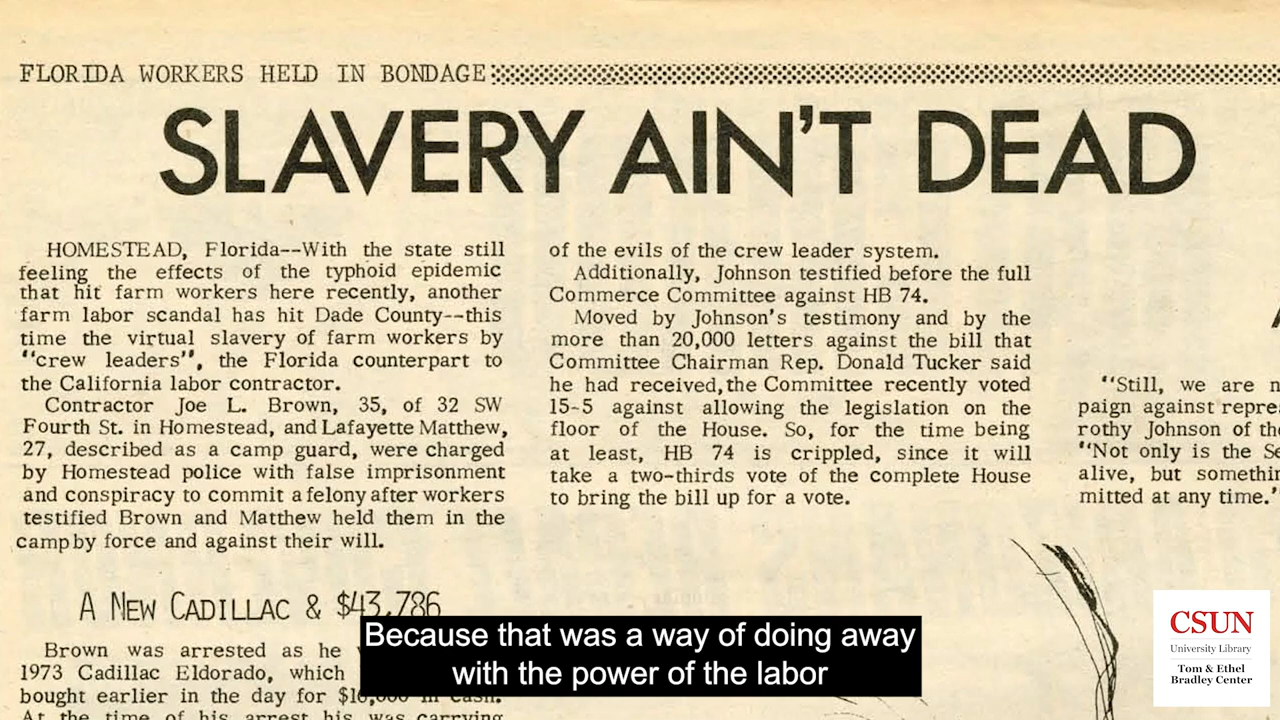 FLORIDA WORKERS HELD IN BONDAGE
SLAVERY AIN'T DEAD
HOMESTEAD, Florida--With the state still
feeling the effects of the typhoid epidemic
that hit farm workers here recently, another
farm labor scandal has hit Dade County--this
time the virtual slavery of farm workers by
"crew leaders", the Florida counterpart to
the California labor contractor.
Contractor Joe L. Brown, 35, of 32 SW
Fourth St. in Homestead, and Lafayette Matthew,
27, described as a camp guard, were charged
by Homestead police with false imprisonment
and conspiracy to commit a felony after workers
testified Brown and Matthew held them in the
camp by force and against their will.
A NEW CADILLAC & $43,786
Brown was arrested as he
1973 Cadillac Eldorado, which
bought earlier in the day for $10,000 in cash.
At the time of his arrest his was carrying
of the evils of the crew leader system.
Additionally, Johnson testified before the full
Commerce Committee against HB 74.
Moved by Johnson's testimony and by the
more than 20,000 letters against the bill that
Committee Chairman Rep. Donald Tucker said
he had received, the Committee recently voted
15-5 against allowing the legislation on the
floor of the House. So, for the time being
at least, HB 74 is crippled, since it will
take a two-thirds vote of the complete House
to bring the bill up for a vote.
"Still, we are
paign against
rothy Johnson of
"Not only is the
alive, but
mitted at any time."
Because that was a way of doing away
with the power of the labor
CSUN
University Library
Tom & Ethel
Bradley Center